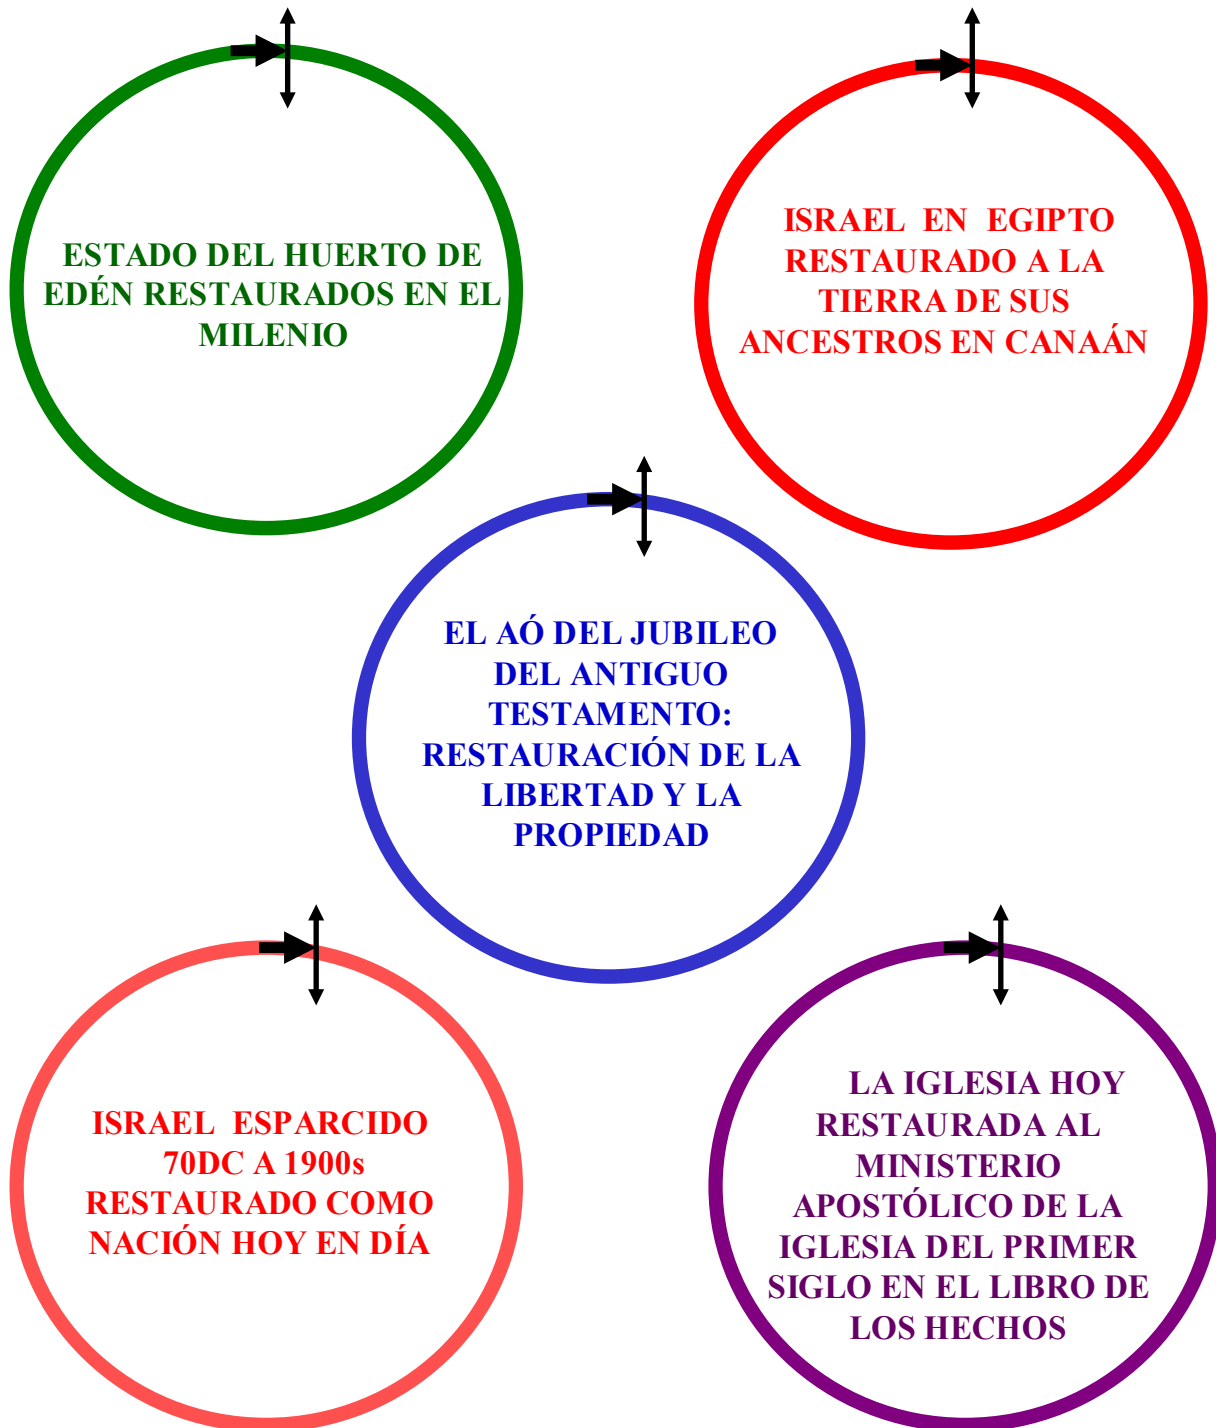 ESTADO DEL HUERTO DE
EDÉN RESTAURADOS EN EL
MILENIO
ISRAEL EN EGIPTO
RESTAURADO A LA
TIERRA DE SUS
ANCESTROS EN CANAÁN
EL AÓ DEL JUBILEO
DEL ANTIGUO
TESTAMENTO:
RESTAURACIÓN DE LA
LIBERTAD Y LA
PROPIEDAD
ISRAEL ESPARCIDO
70DC A 1900s
RESTAURADO COMO
NACIÓN HOY EN DÍA
LA IGLESIA HOY
RESTAURADA AL
MINISTERIO
APOSTÓLICO DE LA
IGLESIA DEL PRIMER
SIGLO EN EL LIBRO DE
LOS HECHOS